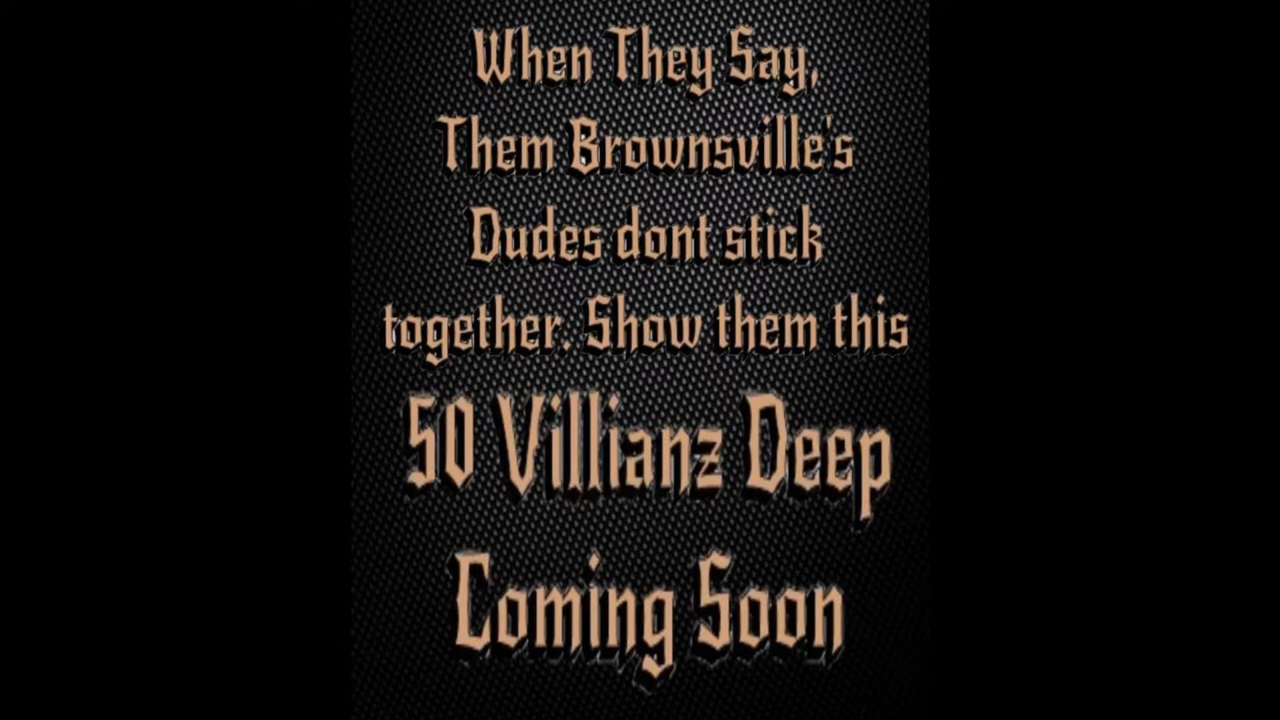 When They Say,
Them Brownsville's
Dudes dont stick
together. Show them this
50 Villianz Deep
Coming Soon